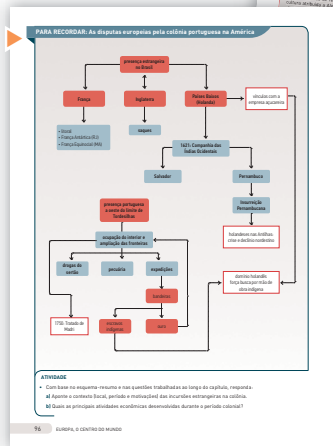 PARA RECORDAR: As disputas europeias pela colônia portuguesa na América
presença estrangeira
no Brasil
França
Inglaterra
Países Baixos
(Holanda)
vínculos com a
empresa açucareira
• litoral
• França Antártica (RJ)
• França Equinocial (MA)
saques
1621: Companhia das
Índias Ocidentais
Salvador
Pernambuco
presença portuguesa
a oeste do limite de
Tordesilhas
Insurreição
Pernambucana
ocupação do interior e
ampliação das fronteiras
holandeses nas Antilhas:
crise e declínio nordestino
drogas do
sertão
pecuária
expedições
domínio holandês
força busca por mão de
obra indígena
bandeiras
1750: Tratado de
Madri
indígenas
ouro
ATIVIDADE
• Com base no esquema-resumo e nas questões trabalhadas ao longo do capítulo, responda:
a) Aponte o contexto (local, período e motivações) das incursões estrangeiras na colônia.
b) Quais as principais atividades econômicas desenvolvidas durante o período colonial?
96 EUROPA, O CENTRO DO MUNDO